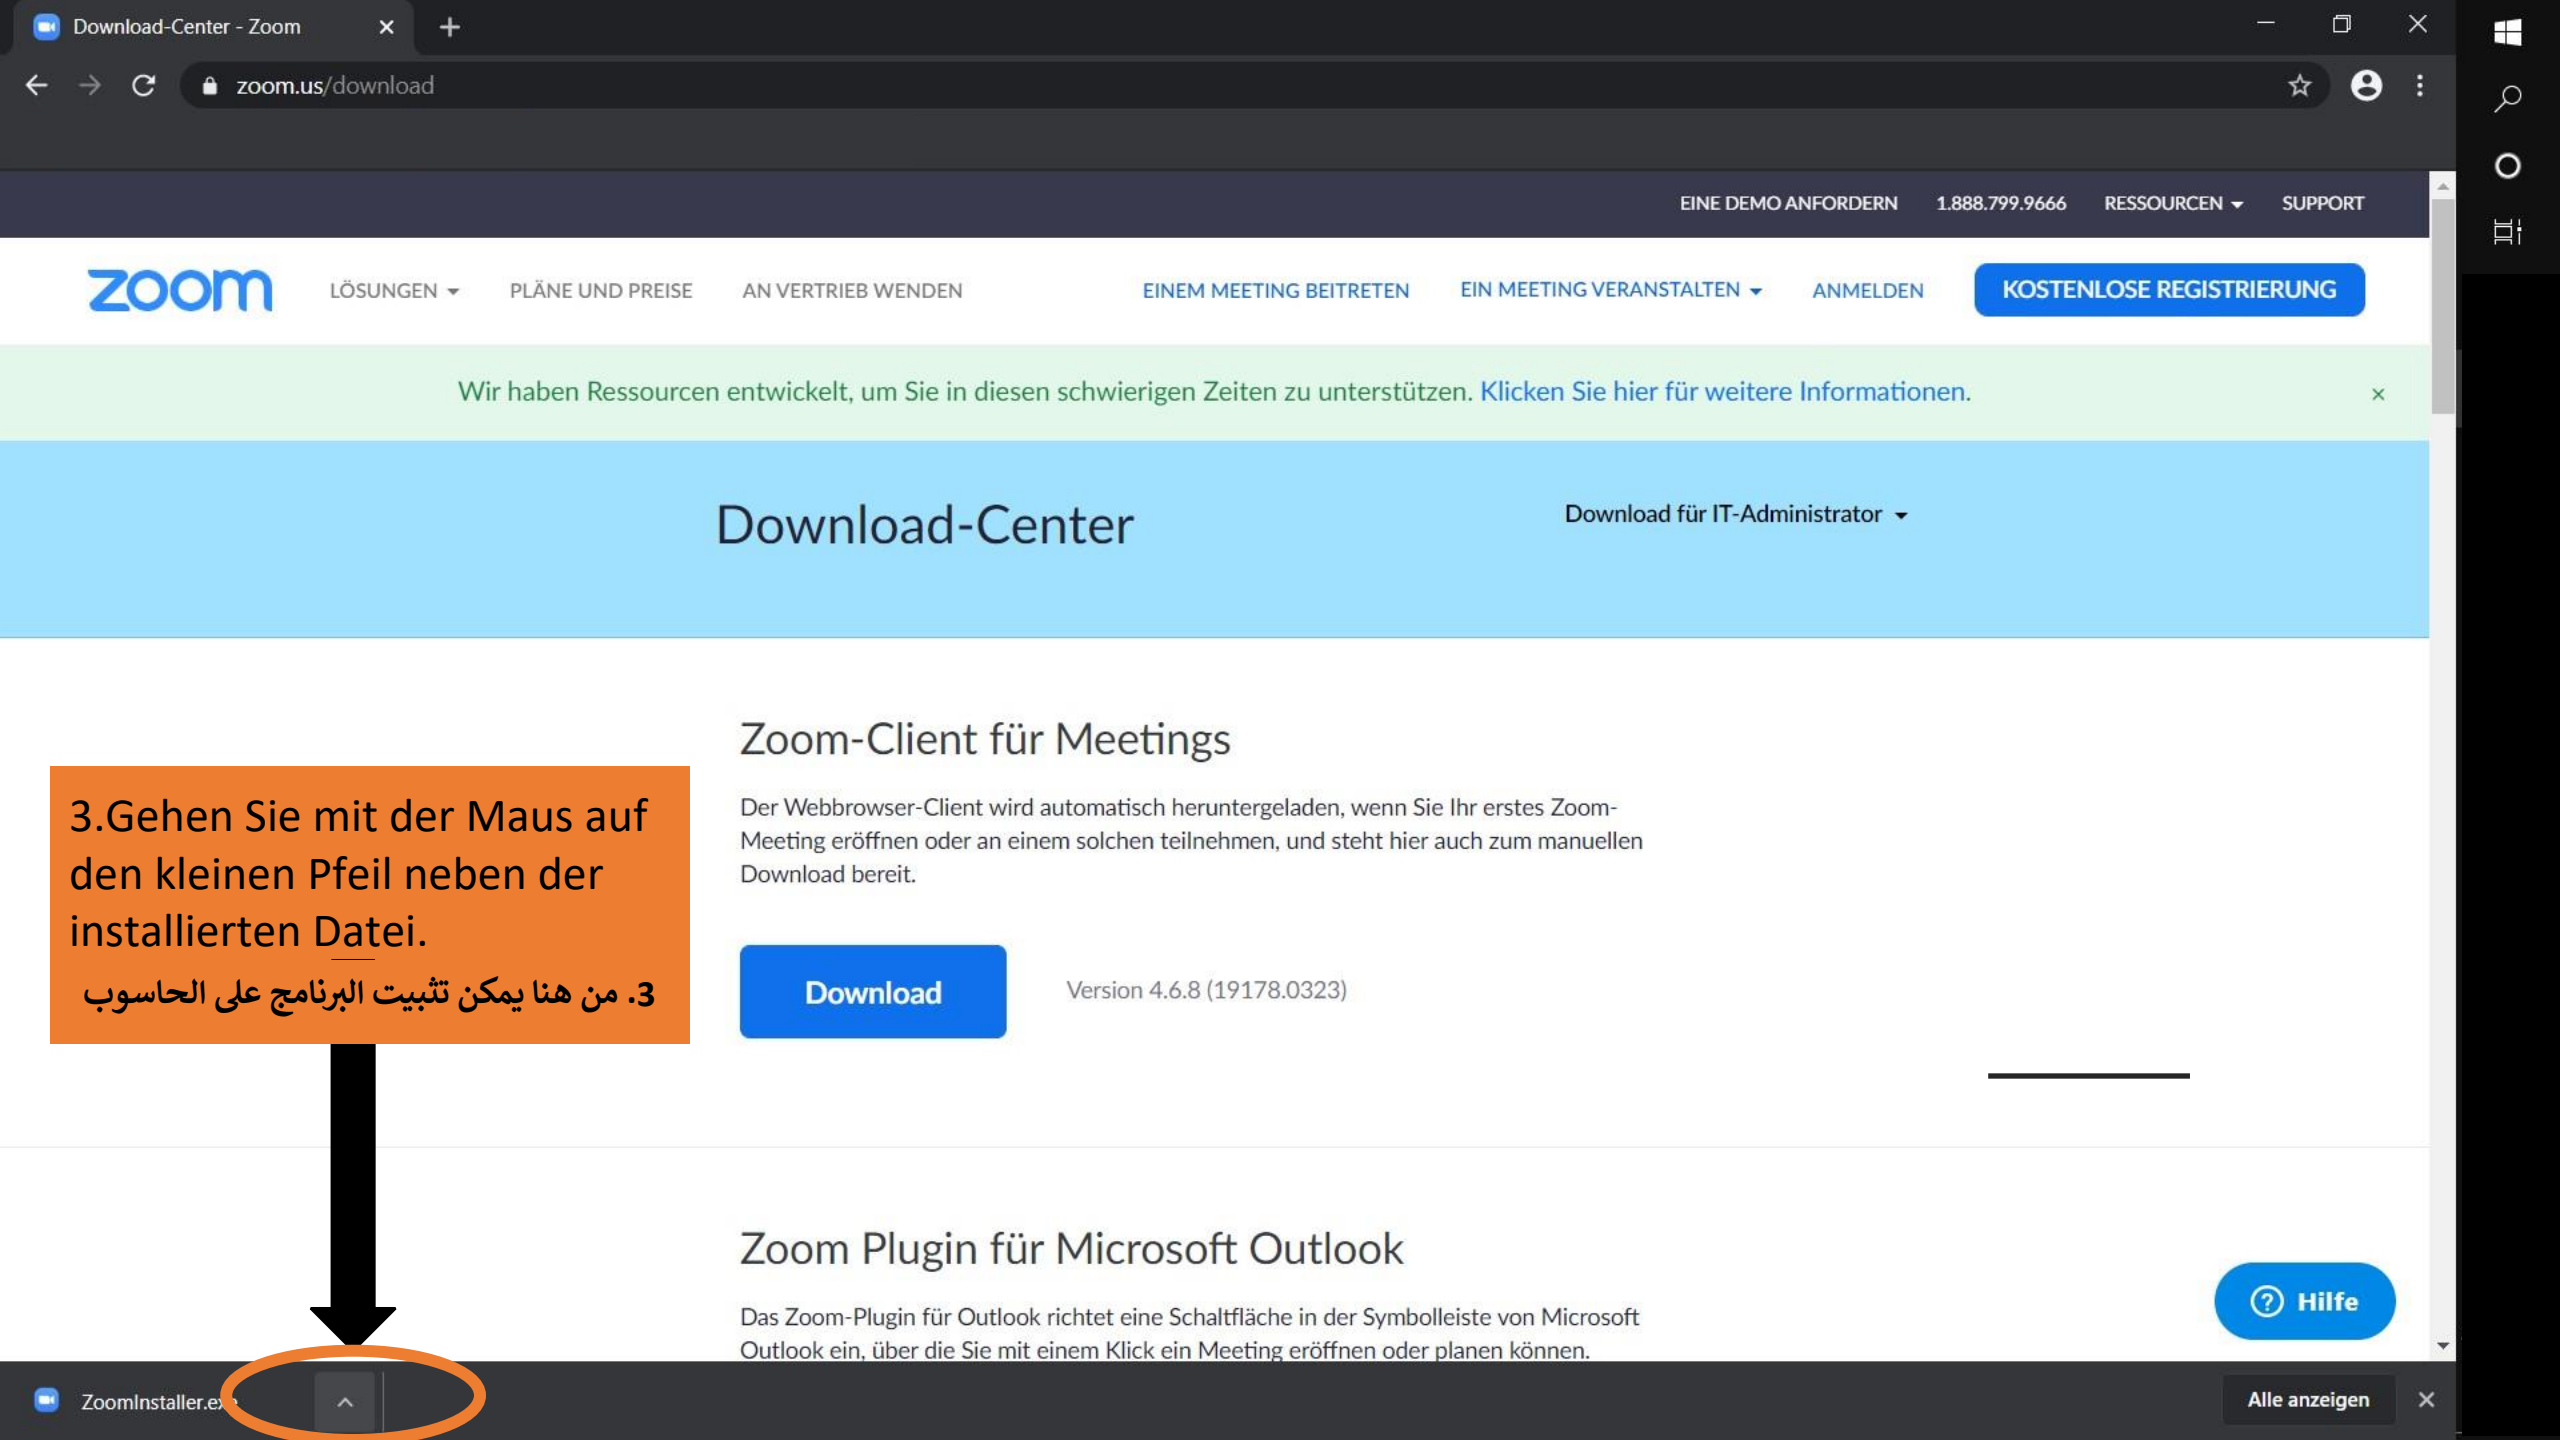 Download-Center - Zoom
zoom.us/download
EINE DEMO ANFORDERN 1.888.799.9666 RESSOURCEN SUPPORT
zoom LÖSUNGEN PLÄNE UND PREISE AN VERTRIEB WENDEN EINEM MEETING BEITRETEN EIN MEETING VERANSTALTEN ANMELDEN KOSTENLOSE REGISTRIERUNG
Wir haben Ressourcen entwickelt, um Sie in diesen schwierigen Zeiten zu unterstützen. Klicken Sie hier für weitere Informationen.
Download-Center
Download für IT-Administrator
Zoom-Client für Meetings
Der Webbrowser-Client wird automatisch heruntergeladen, wenn Sie Ihr erstes Zoom-
Meeting eröffnen oder an einem solchen teilnehmen, und steht hier auch zum manuellen
Download bereit.
Download
Version 4.6.8 (19178.0323)
3.Gehen Sie mit der Maus auf
den kleinen Pfeil neben der
installierten Datei.
3. من هنا يمكن تثبيت البرنامج على الحاسوب
Zoom Plugin für Microsoft Outlook
Das Zoom-Plugin für Outlook richtet eine Schaltfläche in der Symbolleiste von Microsoft
Outlook ein, über die Sie mit einem Klick ein Meeting eröffnen oder planen können.
Hilfe
ZoomInstaller.exe
Alle anzeigen